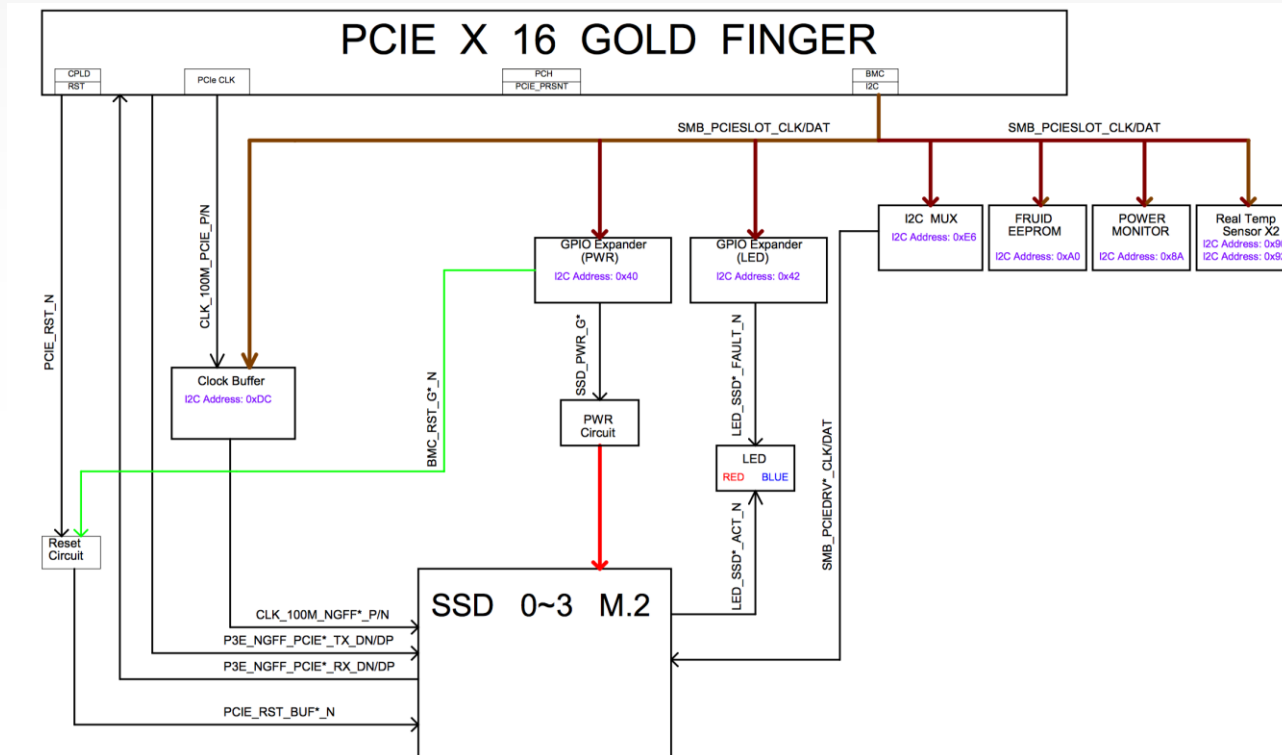 PCIE X 16 GOLD FINGER
CPLD
RST
PCIe CLK
PCH
PCIE_PRSNT
BMC
I2C
SMB_PCIESLOT_CLK/DAT
SMB_PCIESLOT_CLK/DAT
PCIE_RST_N
CLK_100M_PCIE_P/N
I2C MUX
I2C Address: 0xE6
FRUID
EEPROM
I2C Address: 0xA0
POWER
MONITOR
I2C Address: 0x8A
Real Temp
Sensor X2
I2C Address:
I2C Address:
GPIO Expander
(PWR)
I2C Address: 0x40
GPIO Expander
(LED)
I2C Address: 0x42
BMC_RST_G*_N
SSD_PWR_G*
LED_SSD*_FAULT_N
SMB_PCIEDRV*_CLK/DAT
Clock Buffer
I2C Address: 0xDC
PWR
Circuit
LED
RED BLUE
LED_SSD*_ACT_N
Reset
Circuit
SSD 0~3 M.2
CLK_100M_NGFF*_P/N
P3E_NGFF_PCIE*_TX_DN/DP
P3E_NGFF_PCIE*_RX_DN/DP
PCIE_RST_BUF*_N